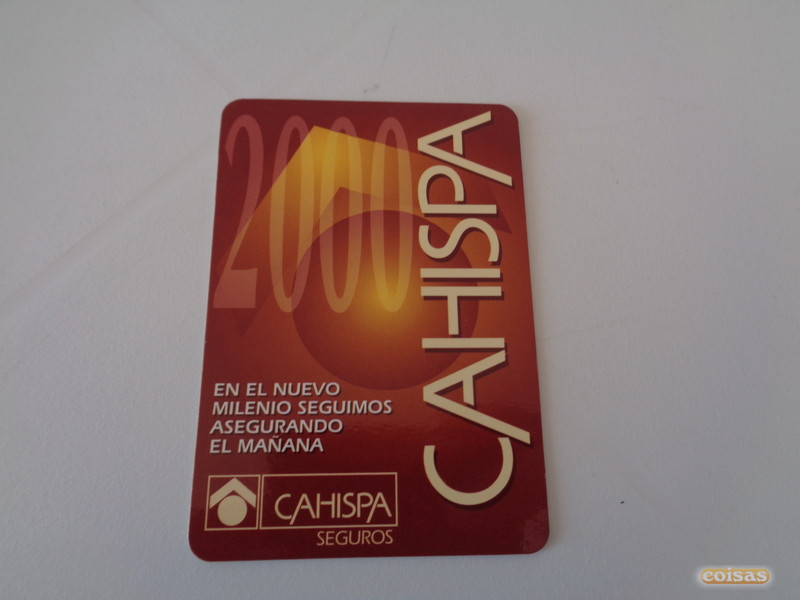 2000
CAHISPA
EN EL NUEVO
MILENIO SEGUIMOS
ASEGURANDO
EL MAÑANA
CAHISPA
SEGUROS
coisas